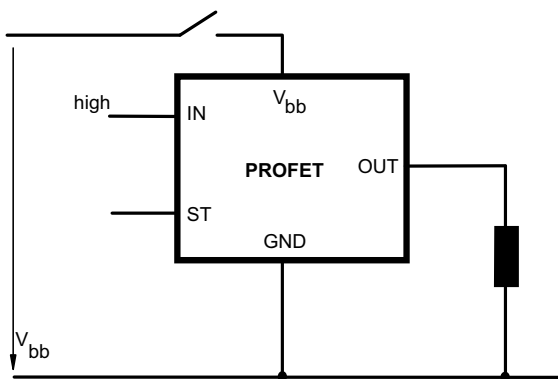 high
IN
Vbb
PROFET
OUT
ST
GND
Vbb